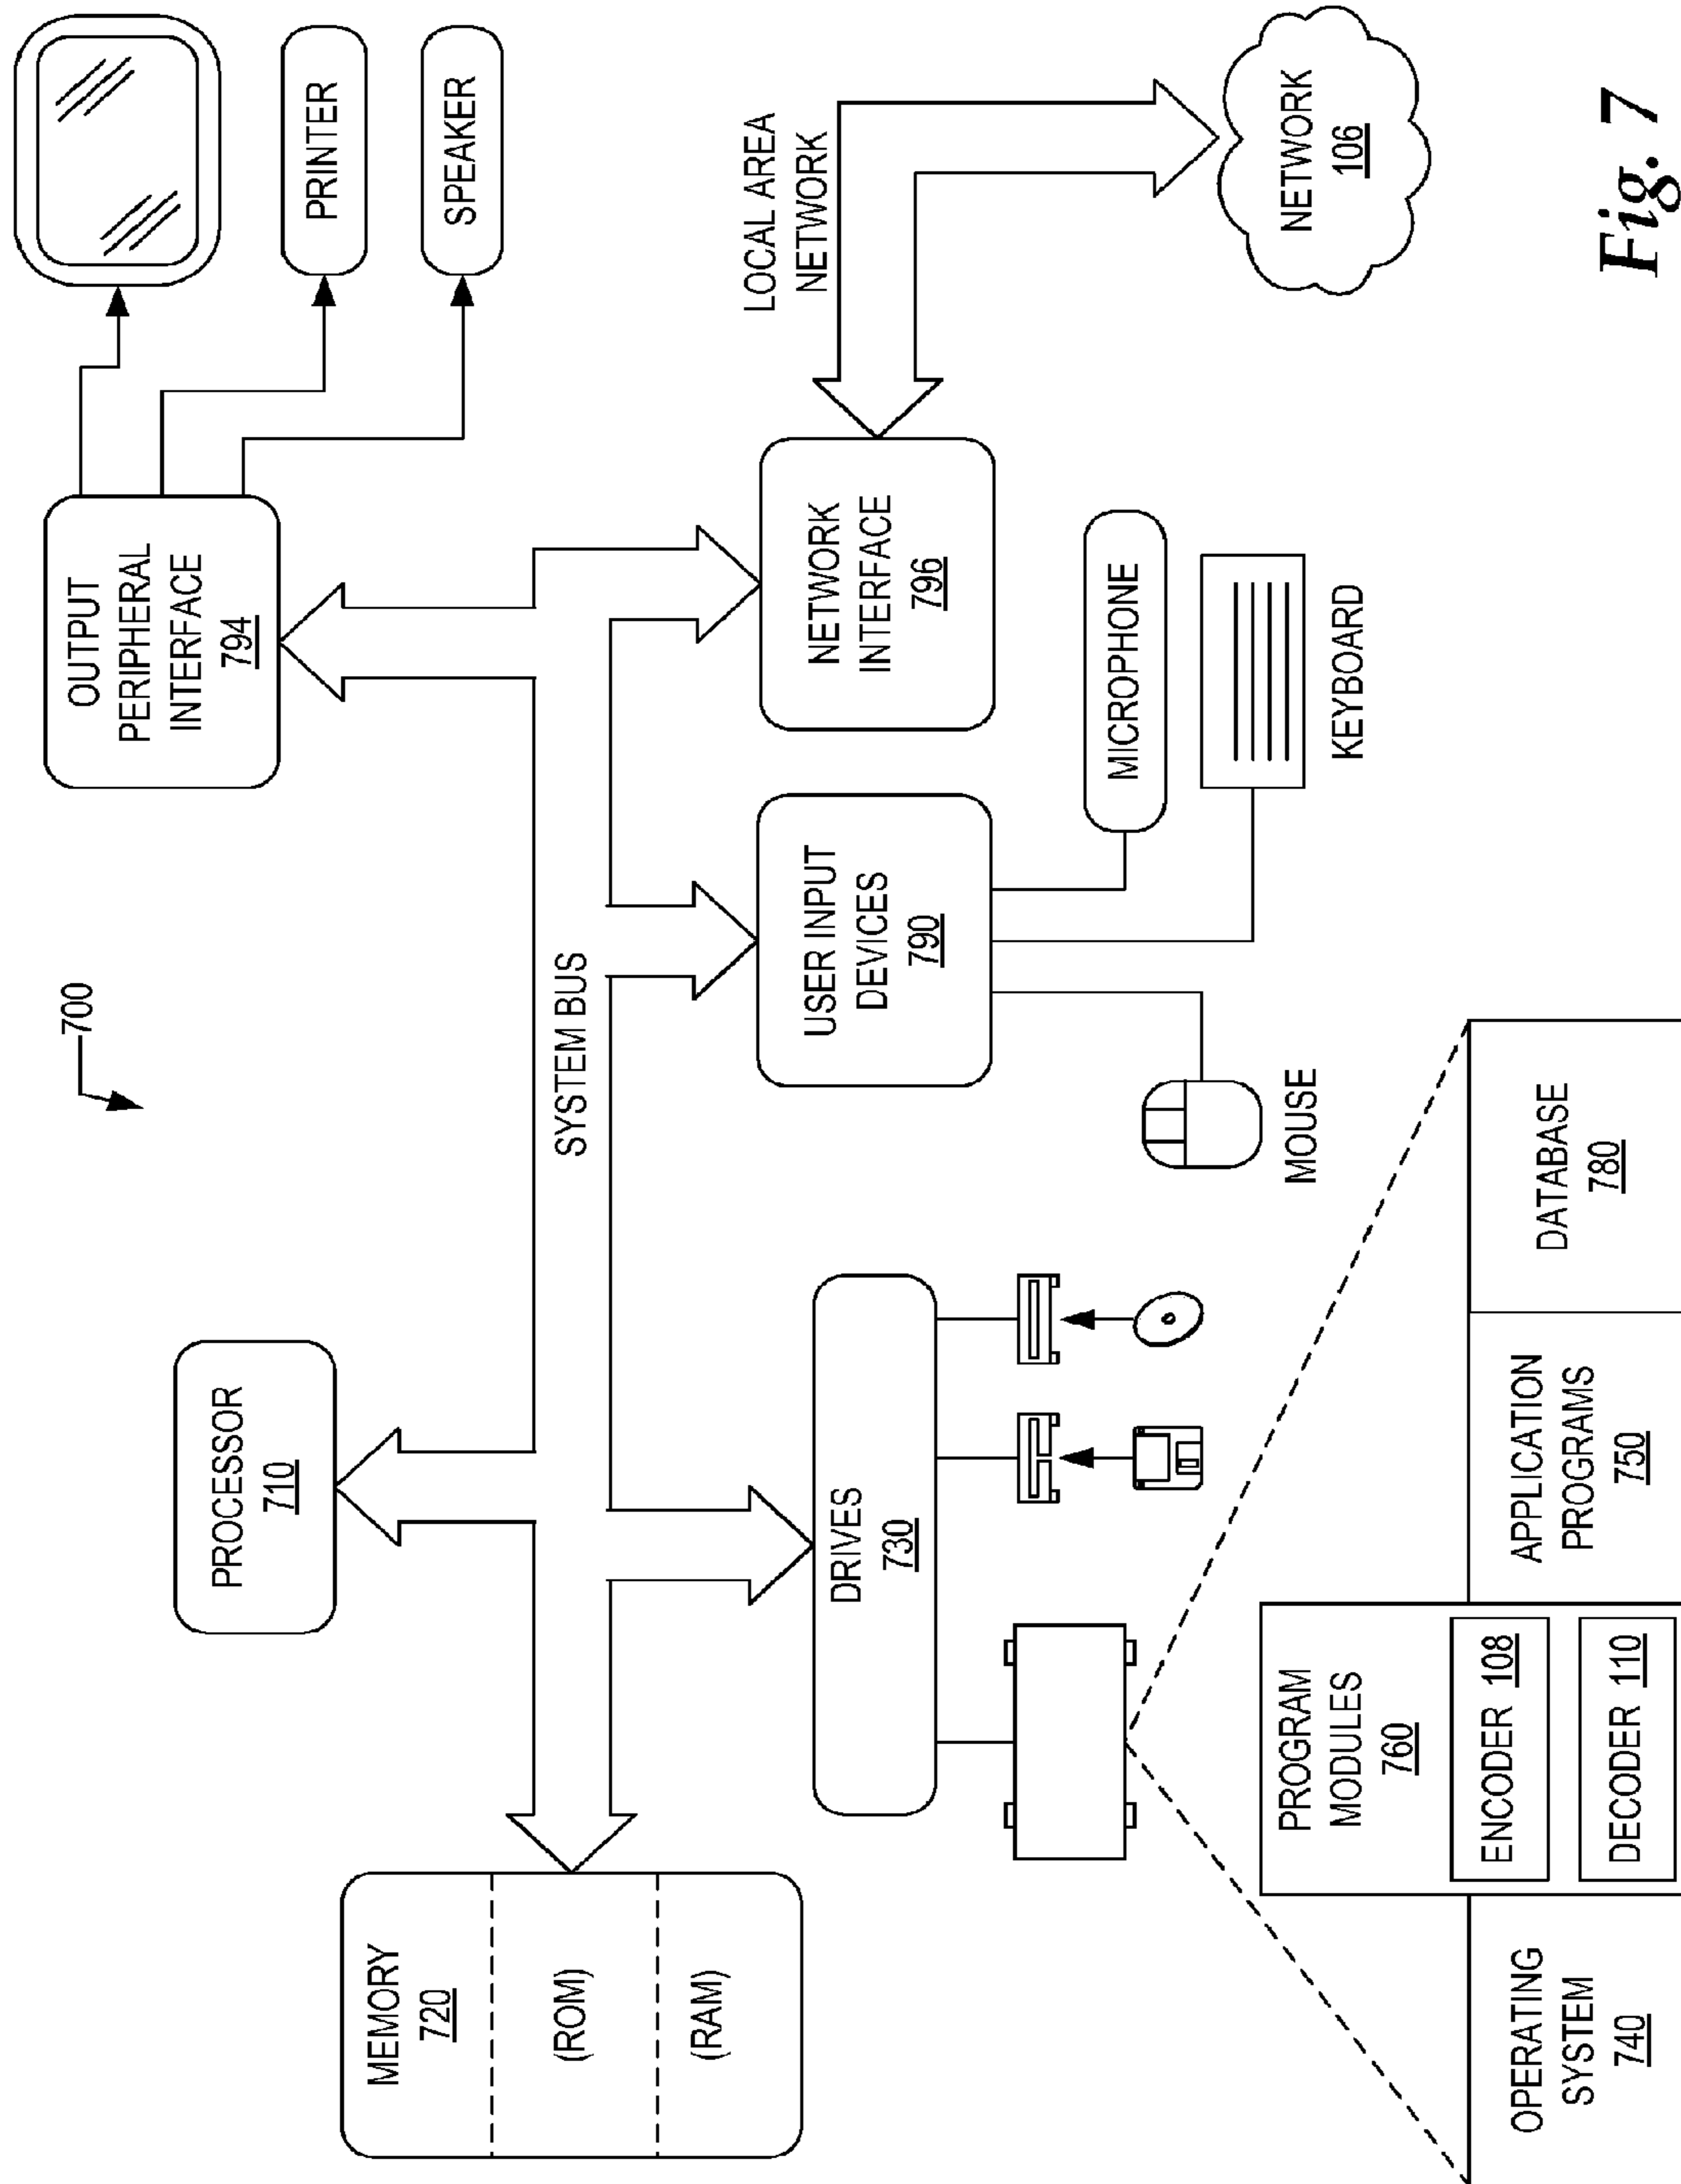 700
PROCESSOR
710
OUTPUT
PERIPHERAL
INTERFACE
794
PRINTER
SPEAKER
MEMORY
720
(ROM)
(RAM)
SYSTEM BUS
LOCAL AREA
NETWORK
DRIVES
730
USER INPUT
DEVICES
790
NETWORK
INTERFACE
796
MICROPHONE
KEYBOARD
MOUSE
NETWORK
106
OPERATING
SYSTEM
740
PROGRAM
MODULES
760
ENCODER 108
DECODER 110
APPLICATION
PROGRAMS
750
DATABASE
780
Fig. 7